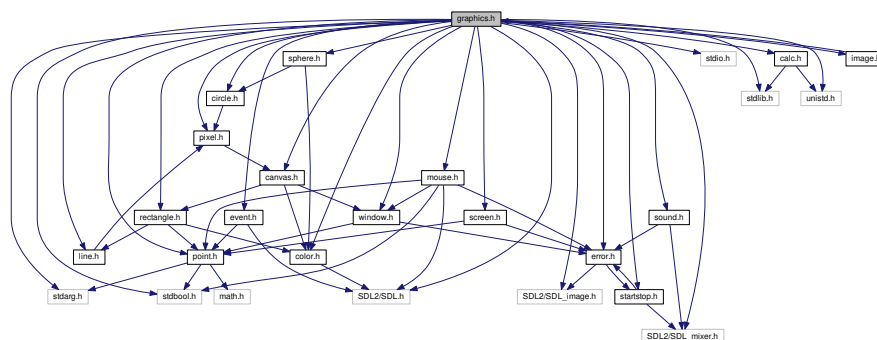 graphics.h
sphere.h
stdio.h
calc.h
image.h
circle.h
stdlib.h
unistd.h
pixel.h
canvas.h
mouse.h
rectangle.h
event.h
window.h
screen.h
sound.h
line.h
point.h
color.h
error.h
stdarg.h
stdbool.h
math.h
SDL2/SDL.h
SDL2/SDL_image.h
startstop.h
SDL2/SDL_mixer.h